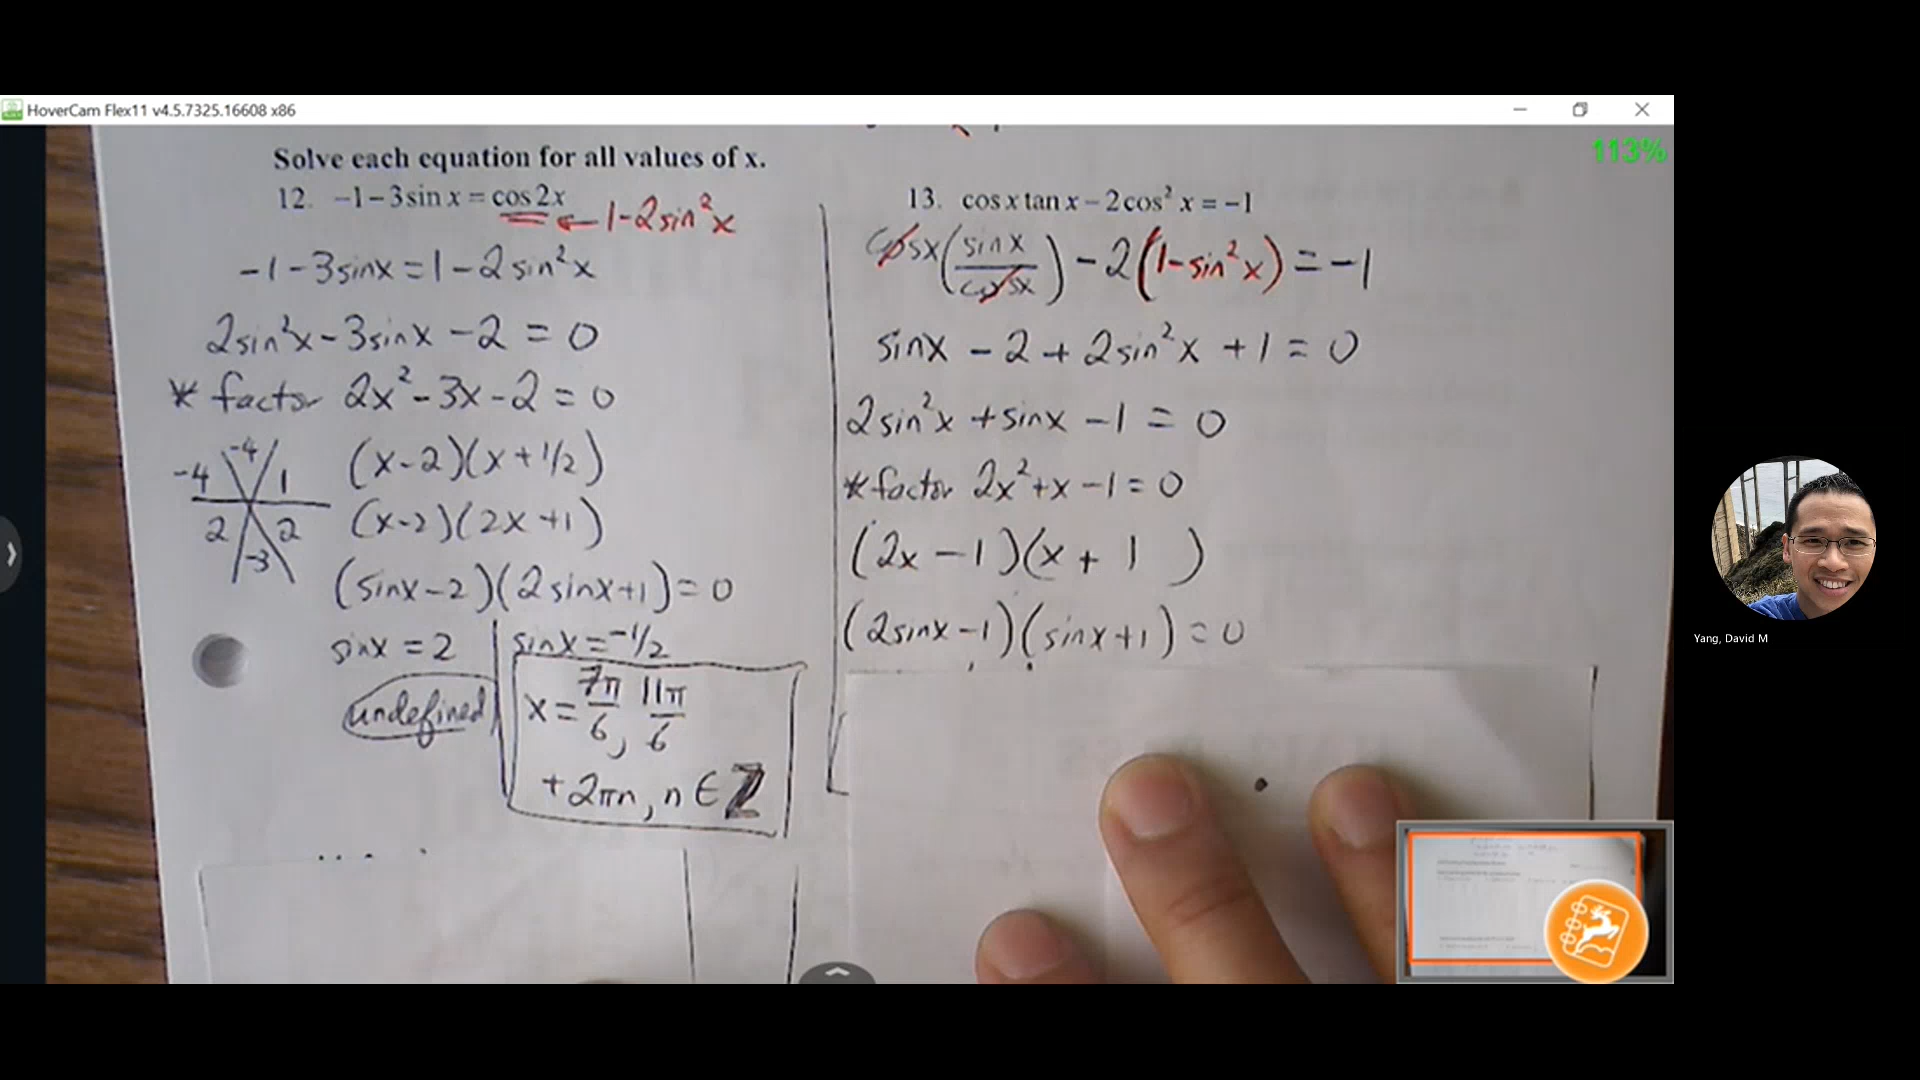 HoverCam Flex11 v4.5.7325.16608 x86
113%
Solve each equation for all values of x.
12. −1−3sin x = cos 2x
← 1-2sin²x
-1-3sinx=1-2sin²x
2sin²x-3sinx-2=0
* factor 2x²-3x-2=0
-4 -4 1
2 -3 2
(x-2)(x+1/2)
(x-2)(2x+1)
(sinx-2)(2sinx+1)=0
sinx=2
undefined
sinx=-1/2
x=7π/6, 11π/6
+2πn, n∈Z
13. cos x tan x − 2cos² x = −1
cosx(sinx/cosx)-2(1-sin²x)=-1
sinx-2+2sin²x+1=0
2sin²x+sinx-1=0
*factor 2x²+x-1=0
(2x-1)(x+1)
(2sinx-1)(sinx+1)=0
Yang, David M